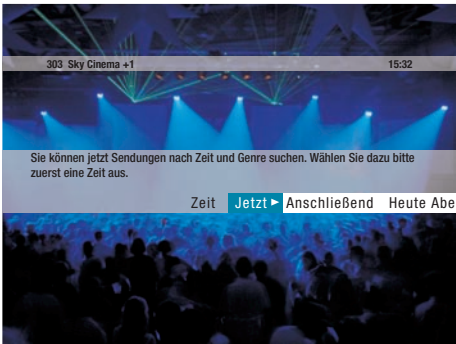 303 Sky Cinema +1 15:32
Sie können jetzt Sendungen nach Zeit und Genre suchen. Wählen Sie dazu bitte
zuerst eine Zeit aus.
Zeit Jetzt ► Anschließend Heute Abe